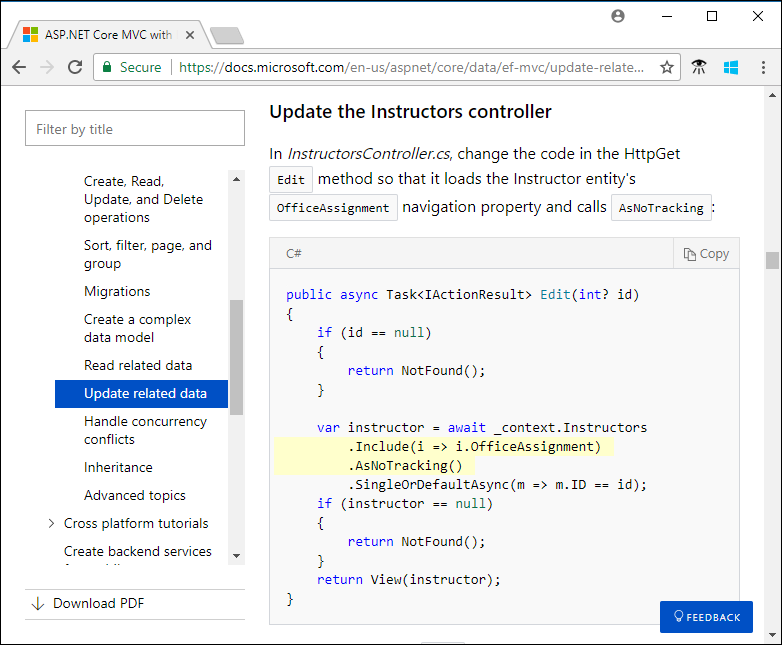 ASP.NET Core MVC with
Secure
https://docs.microsoft.com/en-us/aspnet/core/data/ef-mvc/update-relate...
Filter by title
Create, Read,
Update, and Delete
operations
Sort, filter, page, and
group
Migrations
Create a complex
data model
Read related data
Update related data
Handle concurrency
conflicts
Inheritance
Advanced topics
Cross platform tutorials
Create backend services
Download PDF
Update the Instructors controller
In InstructorsController.cs, change the code in the HttpGet
Edit method so that it loads the Instructor entity's
OfficeAssignment navigation property and calls AsNoTracking :
C#
Copy
public async Task<IActionResult> Edit(int? id)
{
    if (id == null)
    {
        return NotFound();
    }
    var instructor = await _context.Instructors
        .Include(i => i.OfficeAssignment)
        .AsNoTracking()
        .SingleOrDefaultAsync(m => m.ID == id);
    if (instructor == null)
    {
        return NotFound();
    }
    return View(instructor);
}
FEEDBACK